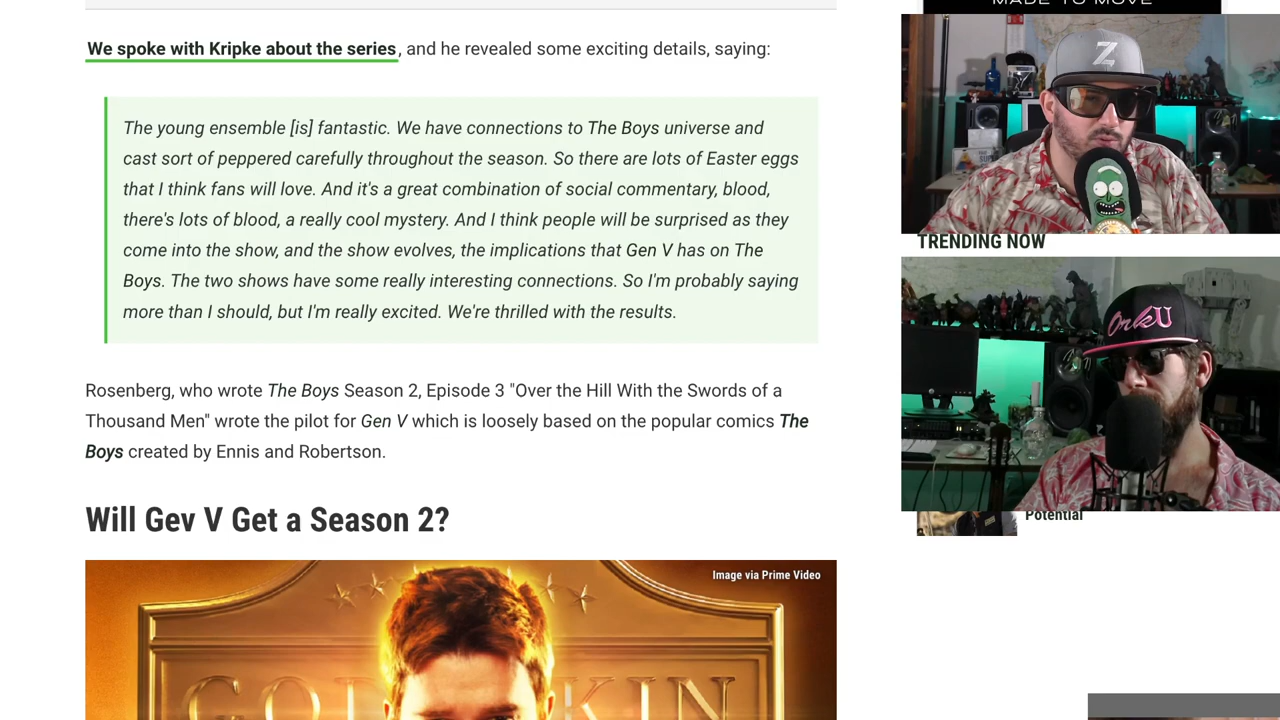 MADE TO MOVE
We spoke with Kripke about the series, and he revealed some exciting details, saying:
The young ensemble [is] fantastic. We have connections to The Boys universe and
cast sort of peppered carefully throughout the season. So there are lots of Easter eggs
that I think fans will love. And it's a great combination of social commentary, blood,
there's lots of blood, a really cool mystery. And I think people will be surprised as they
come into the show, and the show evolves, the implications that Gen V has on The
Boys. The two shows have some really interesting connections. So I'm probably saying
more than I should, but I'm really excited. We're thrilled with the results.
Rosenberg, who wrote The Boys Season 2, Episode 3 "Over the Hill With the Swords of a
Thousand Men" wrote the pilot for Gen V which is loosely based on the popular comics The
Boys created by Ennis and Robertson.
Will Gev V Get a Season 2?
Image via Prime Video
Z
TRENDING NOW
OrkU
Potential